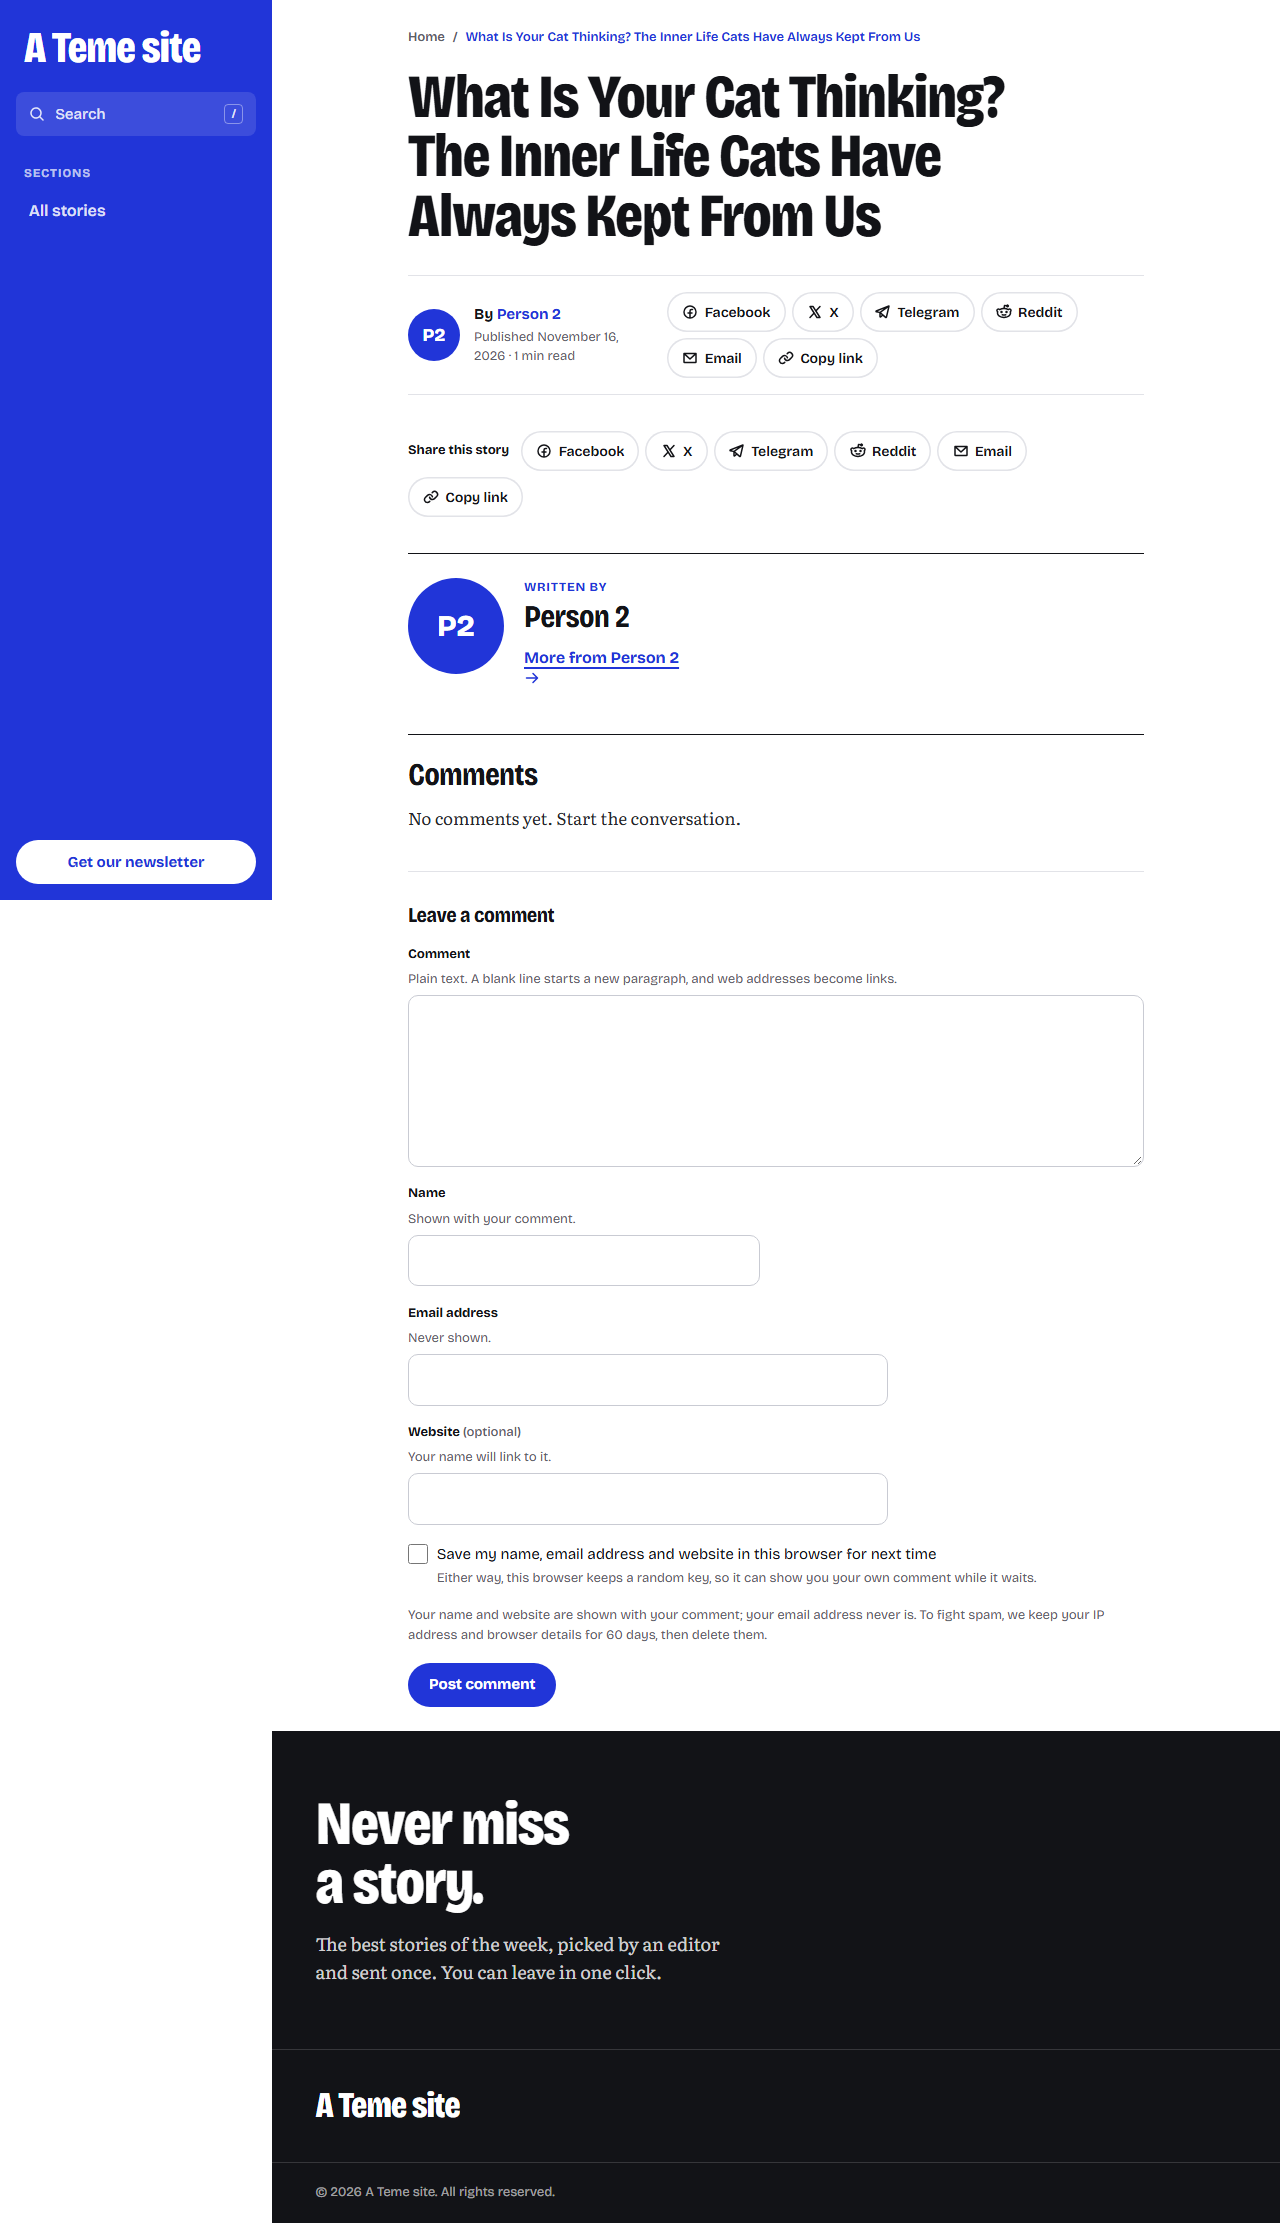 A Teme site
Search /
SECTIONS
All stories
Get our newsletter
Home / What Is Your Cat Thinking? The Inner Life Cats Have Always Kept From Us
What Is Your Cat Thinking?
The Inner Life Cats Have
Always Kept From Us
P2
By Person 2
Published November 16,
2026 · 1 min read
Facebook X Telegram Reddit
Email Copy link
Share this story Facebook X Telegram Reddit Email
Copy link
P2
WRITTEN BY
Person 2
More from Person 2
→
Comments
No comments yet. Start the conversation.
Leave a comment
Comment
Plain text. A blank line starts a new paragraph, and web addresses become links.
Name
Shown with your comment.
Email address
Never shown.
Website (optional)
Your name will link to it.
Save my name, email address and website in this browser for next time
Either way, this browser keeps a random key, so it can show you your own comment while it waits.
Your name and website are shown with your comment; your email address never is. To fight spam, we keep your IP
address and browser details for 60 days, then delete them.
Post comment
Never miss
a story.
The best stories of the week, picked by an editor
and sent once. You can leave in one click.
A Teme site
© 2026 A Teme site. All rights reserved.